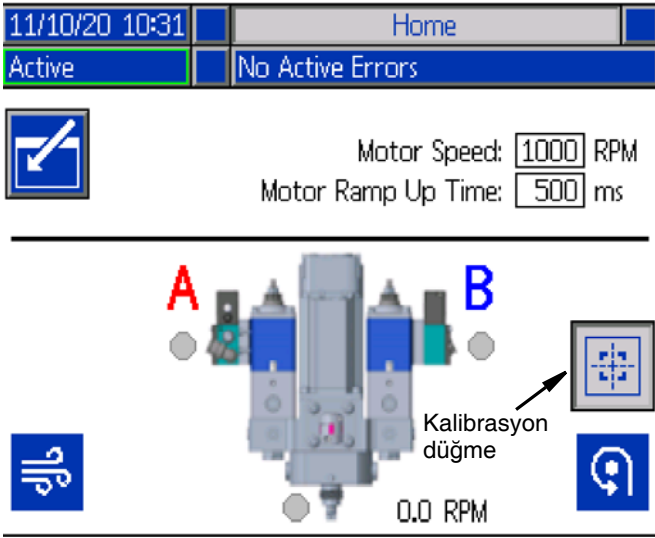 11/10/20 10:31 Home
Active No Active Errors
Motor Speed: 1000 RPM
Motor Ramp Up Time: 500 ms
A B
Kalibrasyon
düğme
0.0 RPM